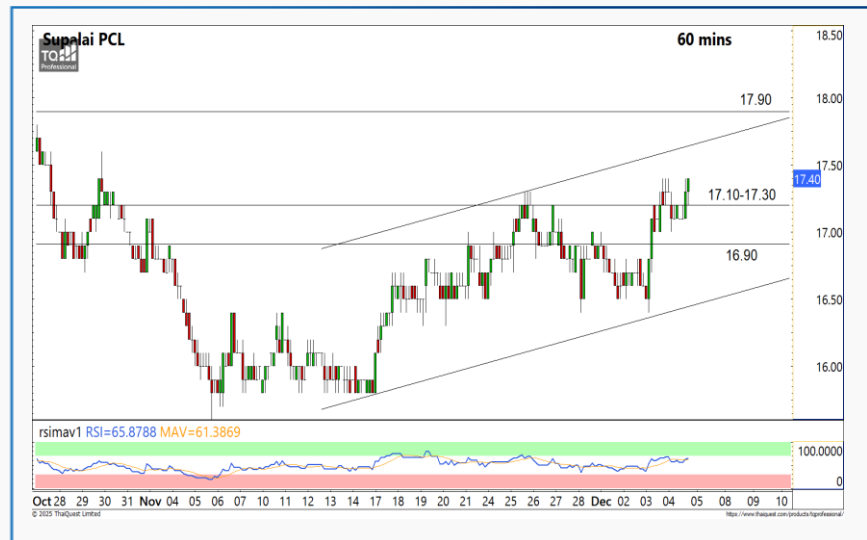 Supalai PCL
60 mins
TQ
Professional
18.50
18.00
17.50
17.40
17.00
16.50
16.00
17.90
17.10-17.30
16.90
rsimav1 RSI=65.8788 MAV=61.3869
100.0000
0
Oct 28 29 30 31 Nov 04 05 06 07 10 11 12 13 14 17 18 19 20 21 24 25 26 27 28 Dec 02 03 04 05 08 09 10
© 2025 ThaiQuest Limited
https://www.thaiquest.com/products/tqprofessional/